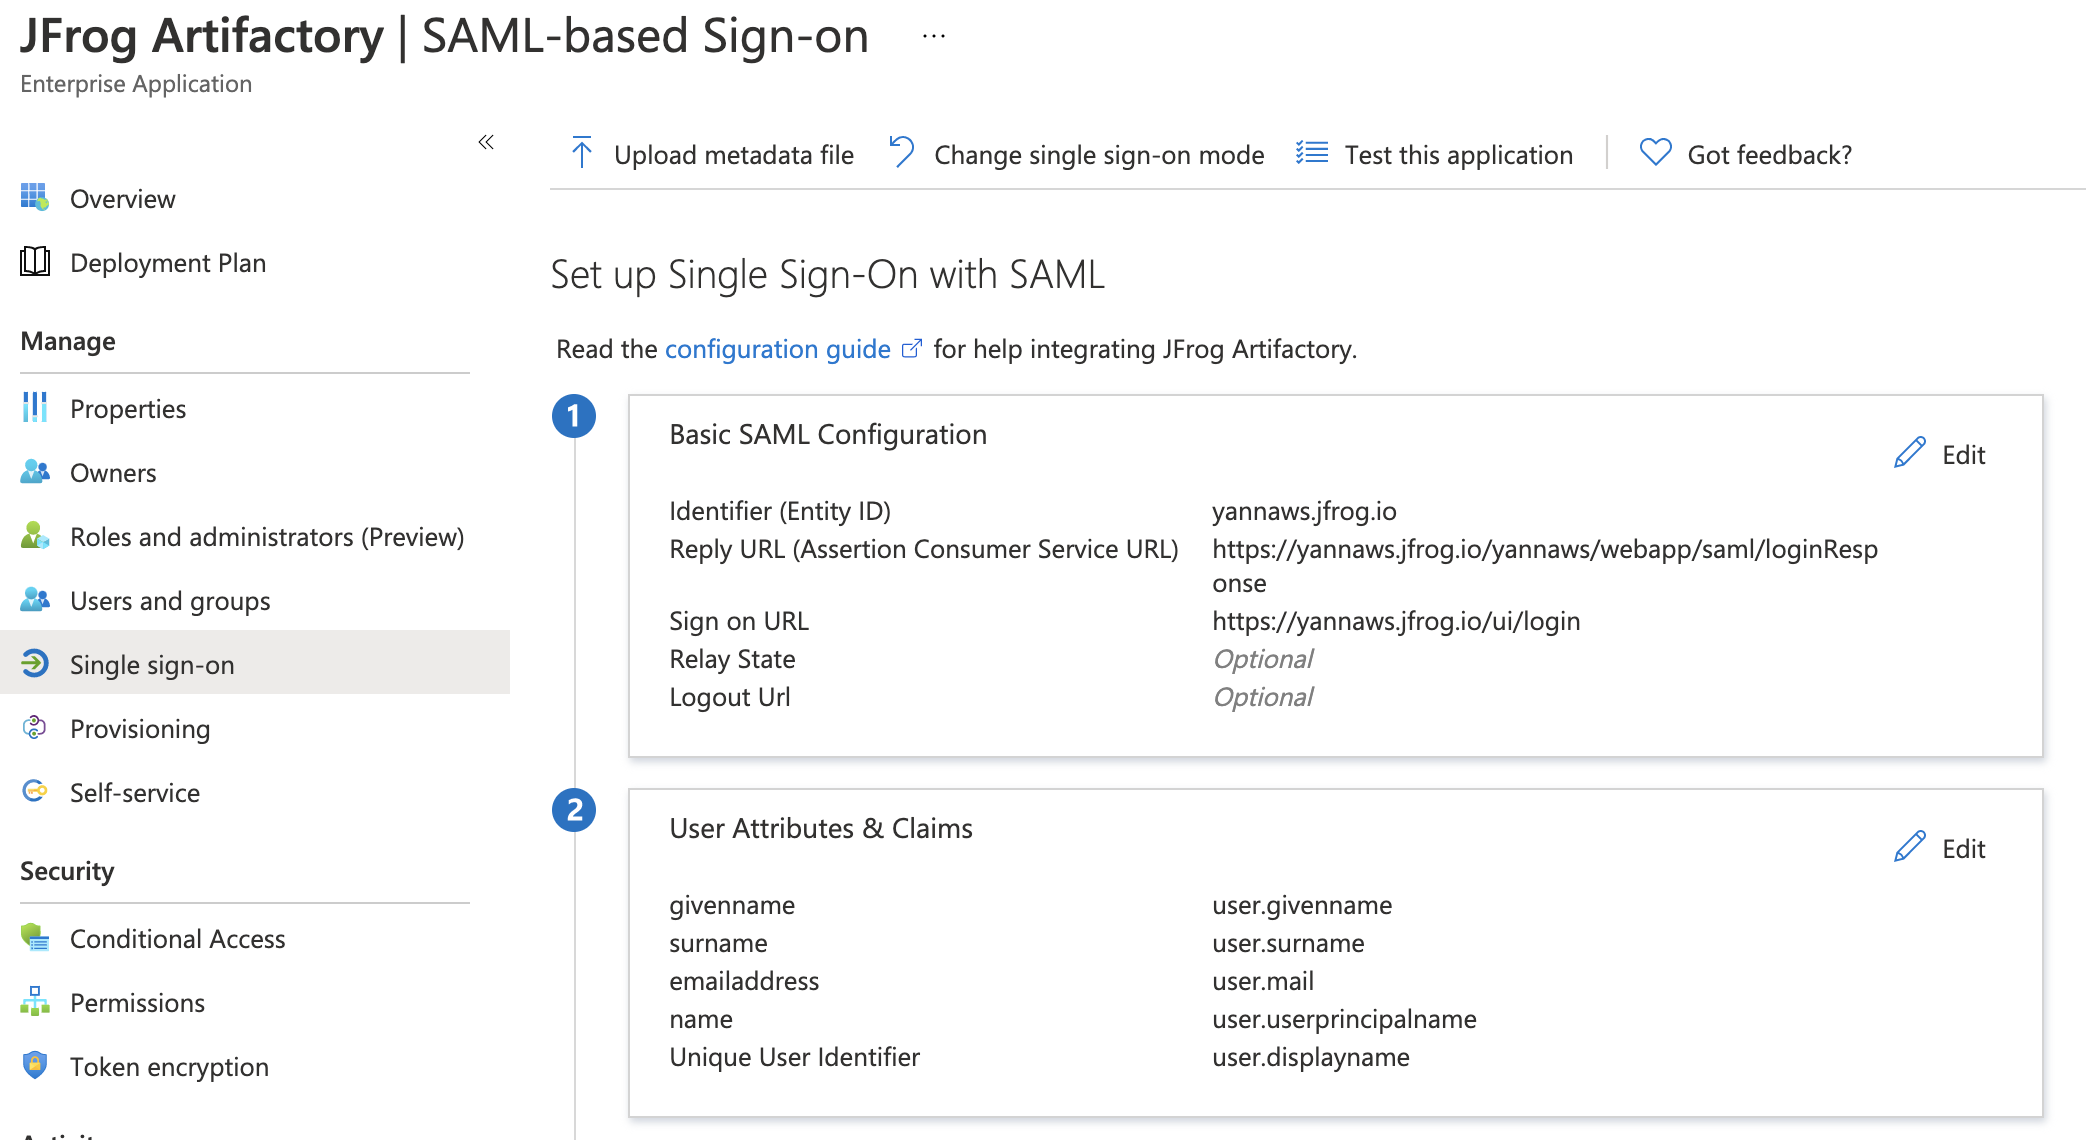 JFrog Artifactory | SAML-based Sign-on ...
Enterprise Application
«
Overview
Deployment Plan
Manage
Properties
Owners
Roles and administrators (Preview)
Users and groups
Single sign-on
Provisioning
Self-service
Security
Conditional Access
Permissions
Token encryption
Upload metadata file Change single sign-on mode Test this application Got feedback?
Set up Single Sign-On with SAML
Read the configuration guide for help integrating JFrog Artifactory.
1
Basic SAML Configuration
Edit
Identifier (Entity ID) yannaws.jfrog.io
Reply URL (Assertion Consumer Service URL) https://yannaws.jfrog.io/yannaws/webapp/saml/loginResp
onse
Sign on URL https://yannaws.jfrog.io/ui/login
Relay State Optional
Logout Url Optional
2
User Attributes & Claims
Edit
givenname user.givenname
surname user.surname
emailaddress user.mail
name user.userprincipalname
Unique User Identifier user.displayname